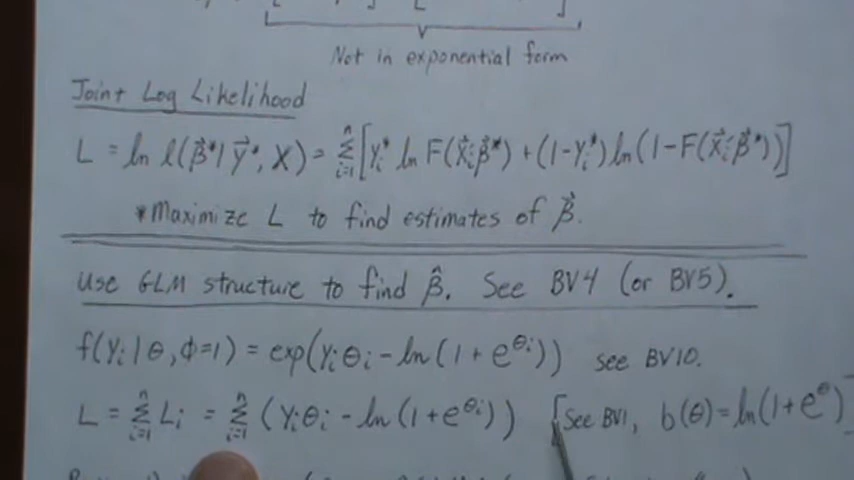 Not in exponential form
Joint Log Likelihood
L = ln l(β⃗*| y⃗*, X) = Σᵢ₌₁ⁿ [Yᵢ* ln F(x⃗ᵢ'β⃗*) + (1-Yᵢ*) ln(1-F(x⃗ᵢ'β⃗*))]
*Maximize L to find estimates of β⃗.
Use GLM structure to find β̂. See BV4 (or BV5).
f(Yᵢ|θ, ϕ=1) = exp(Yᵢθᵢ - ln(1+e^θᵢ)) see BV10.
L = Σᵢ₌₁ⁿ Lᵢ = Σᵢ₌₁ⁿ (Yᵢθᵢ - ln(1+e^θᵢ)) [See BV1, b(θ)=ln(1+e^θ)]